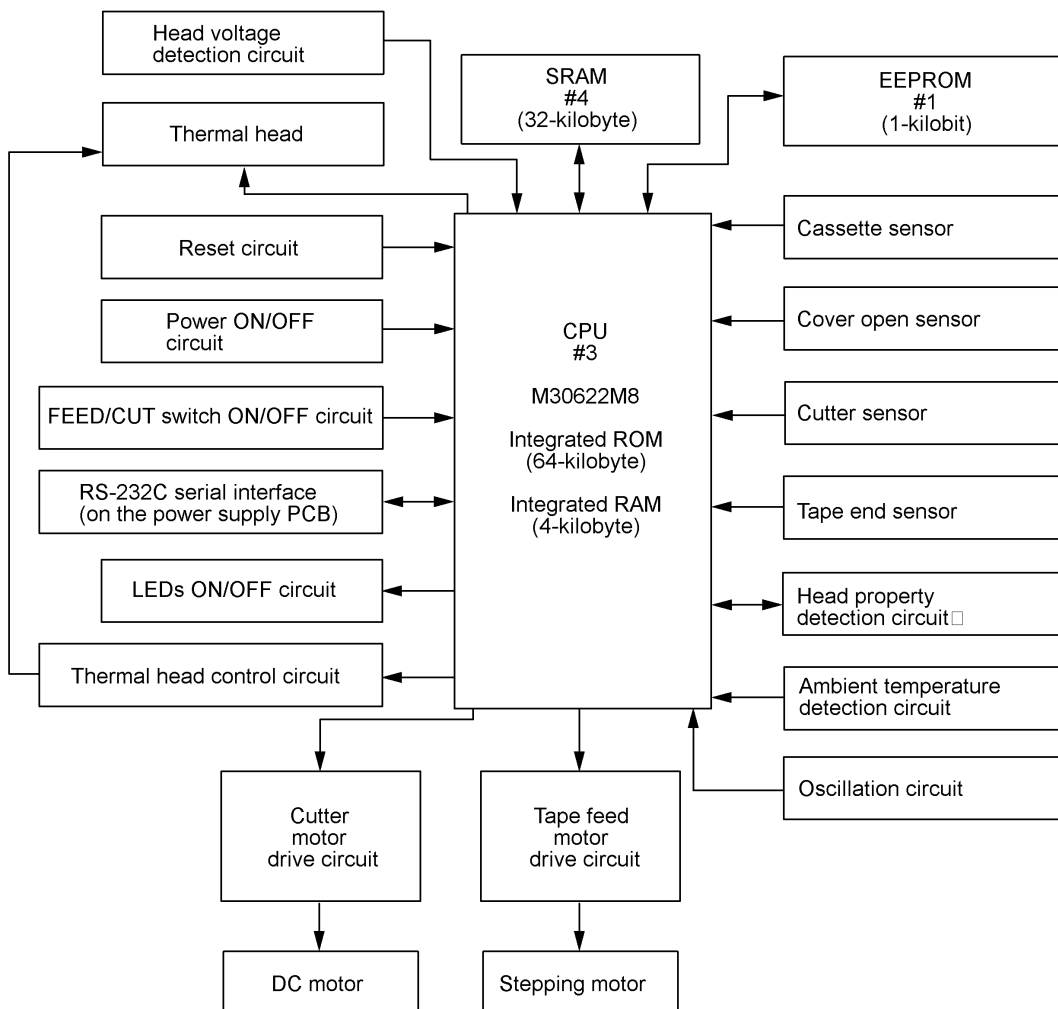 Head voltage
detection circuit
SRAM
#4
(32-kilobyte)
EEPROM
#1
(1-kilobit)
Thermal head
Cassette sensor
Reset circuit
Power ON/OFF
circuit
CPU
#3
M30622M8
Integrated ROM
(64-kilobyte)
Integrated RAM
(4-kilobyte)
Cover open sensor
FEED/CUT switch ON/OFF circuit
Cutter sensor
RS-232C serial interface
(on the power supply PCB)
Tape end sensor
LEDs ON/OFF circuit
Head property
detection circuit□
Thermal head control circuit
Ambient temperature
detection circuit
Oscillation circuit
Cutter
motor
drive circuit
Tape feed
motor
drive circuit
DC motor
Stepping motor